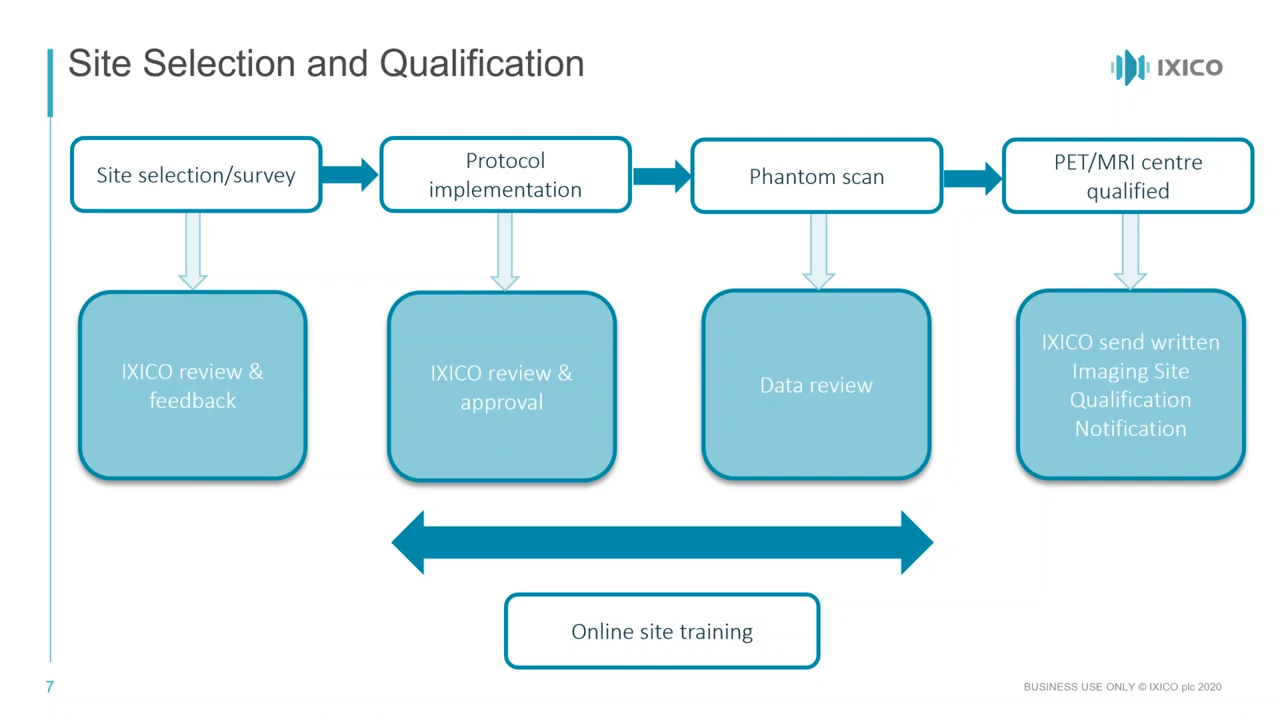 Site Selection and Qualification
IXICO
Site selection/survey
Protocol
implementation
Phantom scan
PET/MRI centre
qualified
IXICO review &
feedback
IXICO review &
approval
Data review
IXICO send written
Imaging Site
Qualification
Notification
Online site training
7
BUSINESS USE ONLY © IXICO plc 2020